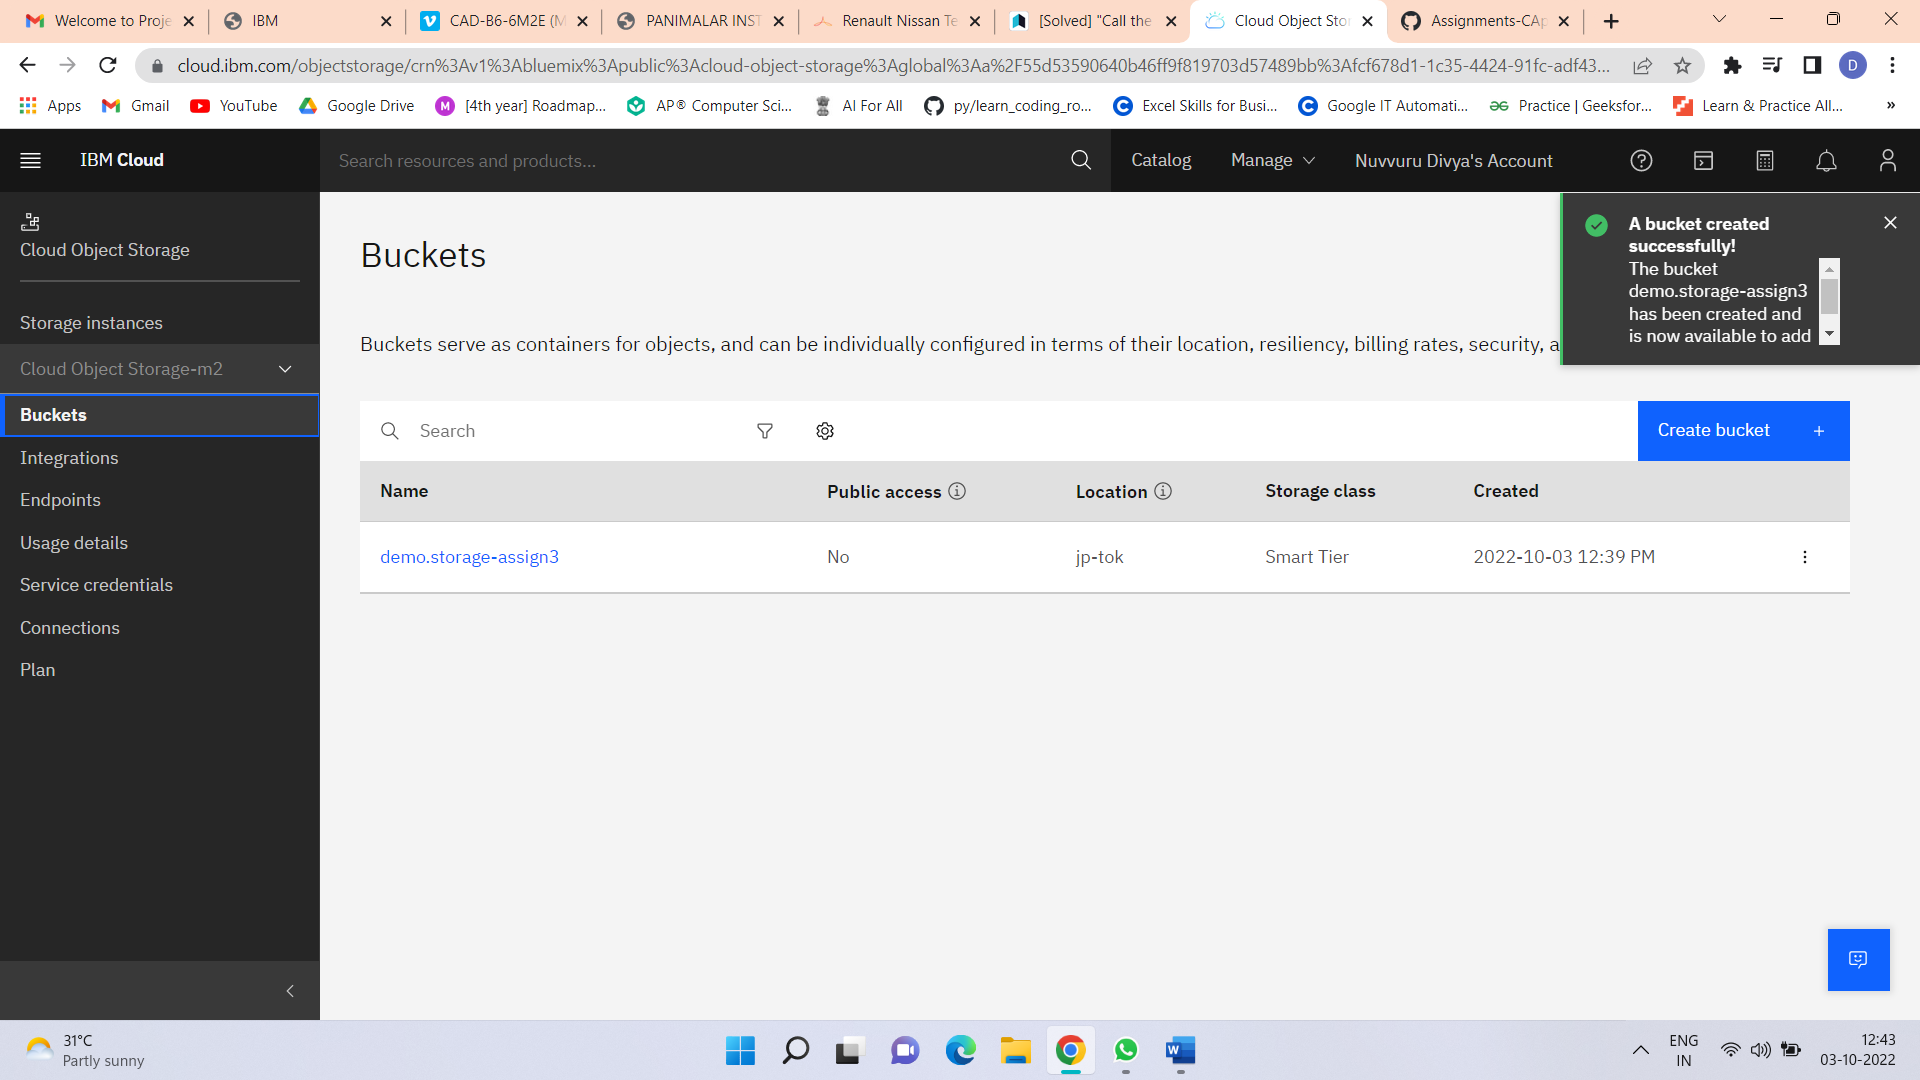 Welcome to Proje
IBM
CAD-B6-6M2E (M
PANIMALAR INST
Renault Nissan Te
[Solved] "Call the
Cloud Object Stor
Assignments-CAp
cloud.ibm.com/objectstorage/crn%3Av1%3Abluemix%3Apublic%3Acloud-object-storage%3Aglobal%3Aa%2F55d53590640b46ff9f819703d57489bb%3Afcf678d1-1c35-4424-91fc-adf43...
D
Apps
Gmail
YouTube
Google Drive
M
[4th year] Roadmap...
AP® Computer Sci...
AI For All
py/learn_coding_ro...
Excel Skills for Busi...
Google IT Automati...
Practice | Geeksfor...
Learn & Practice All...
»
IBM Cloud
Search resources and products...
Catalog
Manage
Nuvvuru Divya's Account
Cloud Object Storage
Storage instances
Cloud Object Storage-m2
Buckets
Integrations
Endpoints
Usage details
Service credentials
Connections
Plan
Buckets
A bucket created
successfully!
The bucket
demo.storage-assign3
has been created and
is now available to add
Buckets serve as containers for objects, and can be individually configured in terms of their location, resiliency, billing rates, security, a
Search
Create bucket +
Name Public access Location Storage class Created
demo.storage-assign3 No jp-tok Smart Tier 2022-10-03 12:39 PM
31°C
Partly sunny
ENG
IN
12:43
03-10-2022